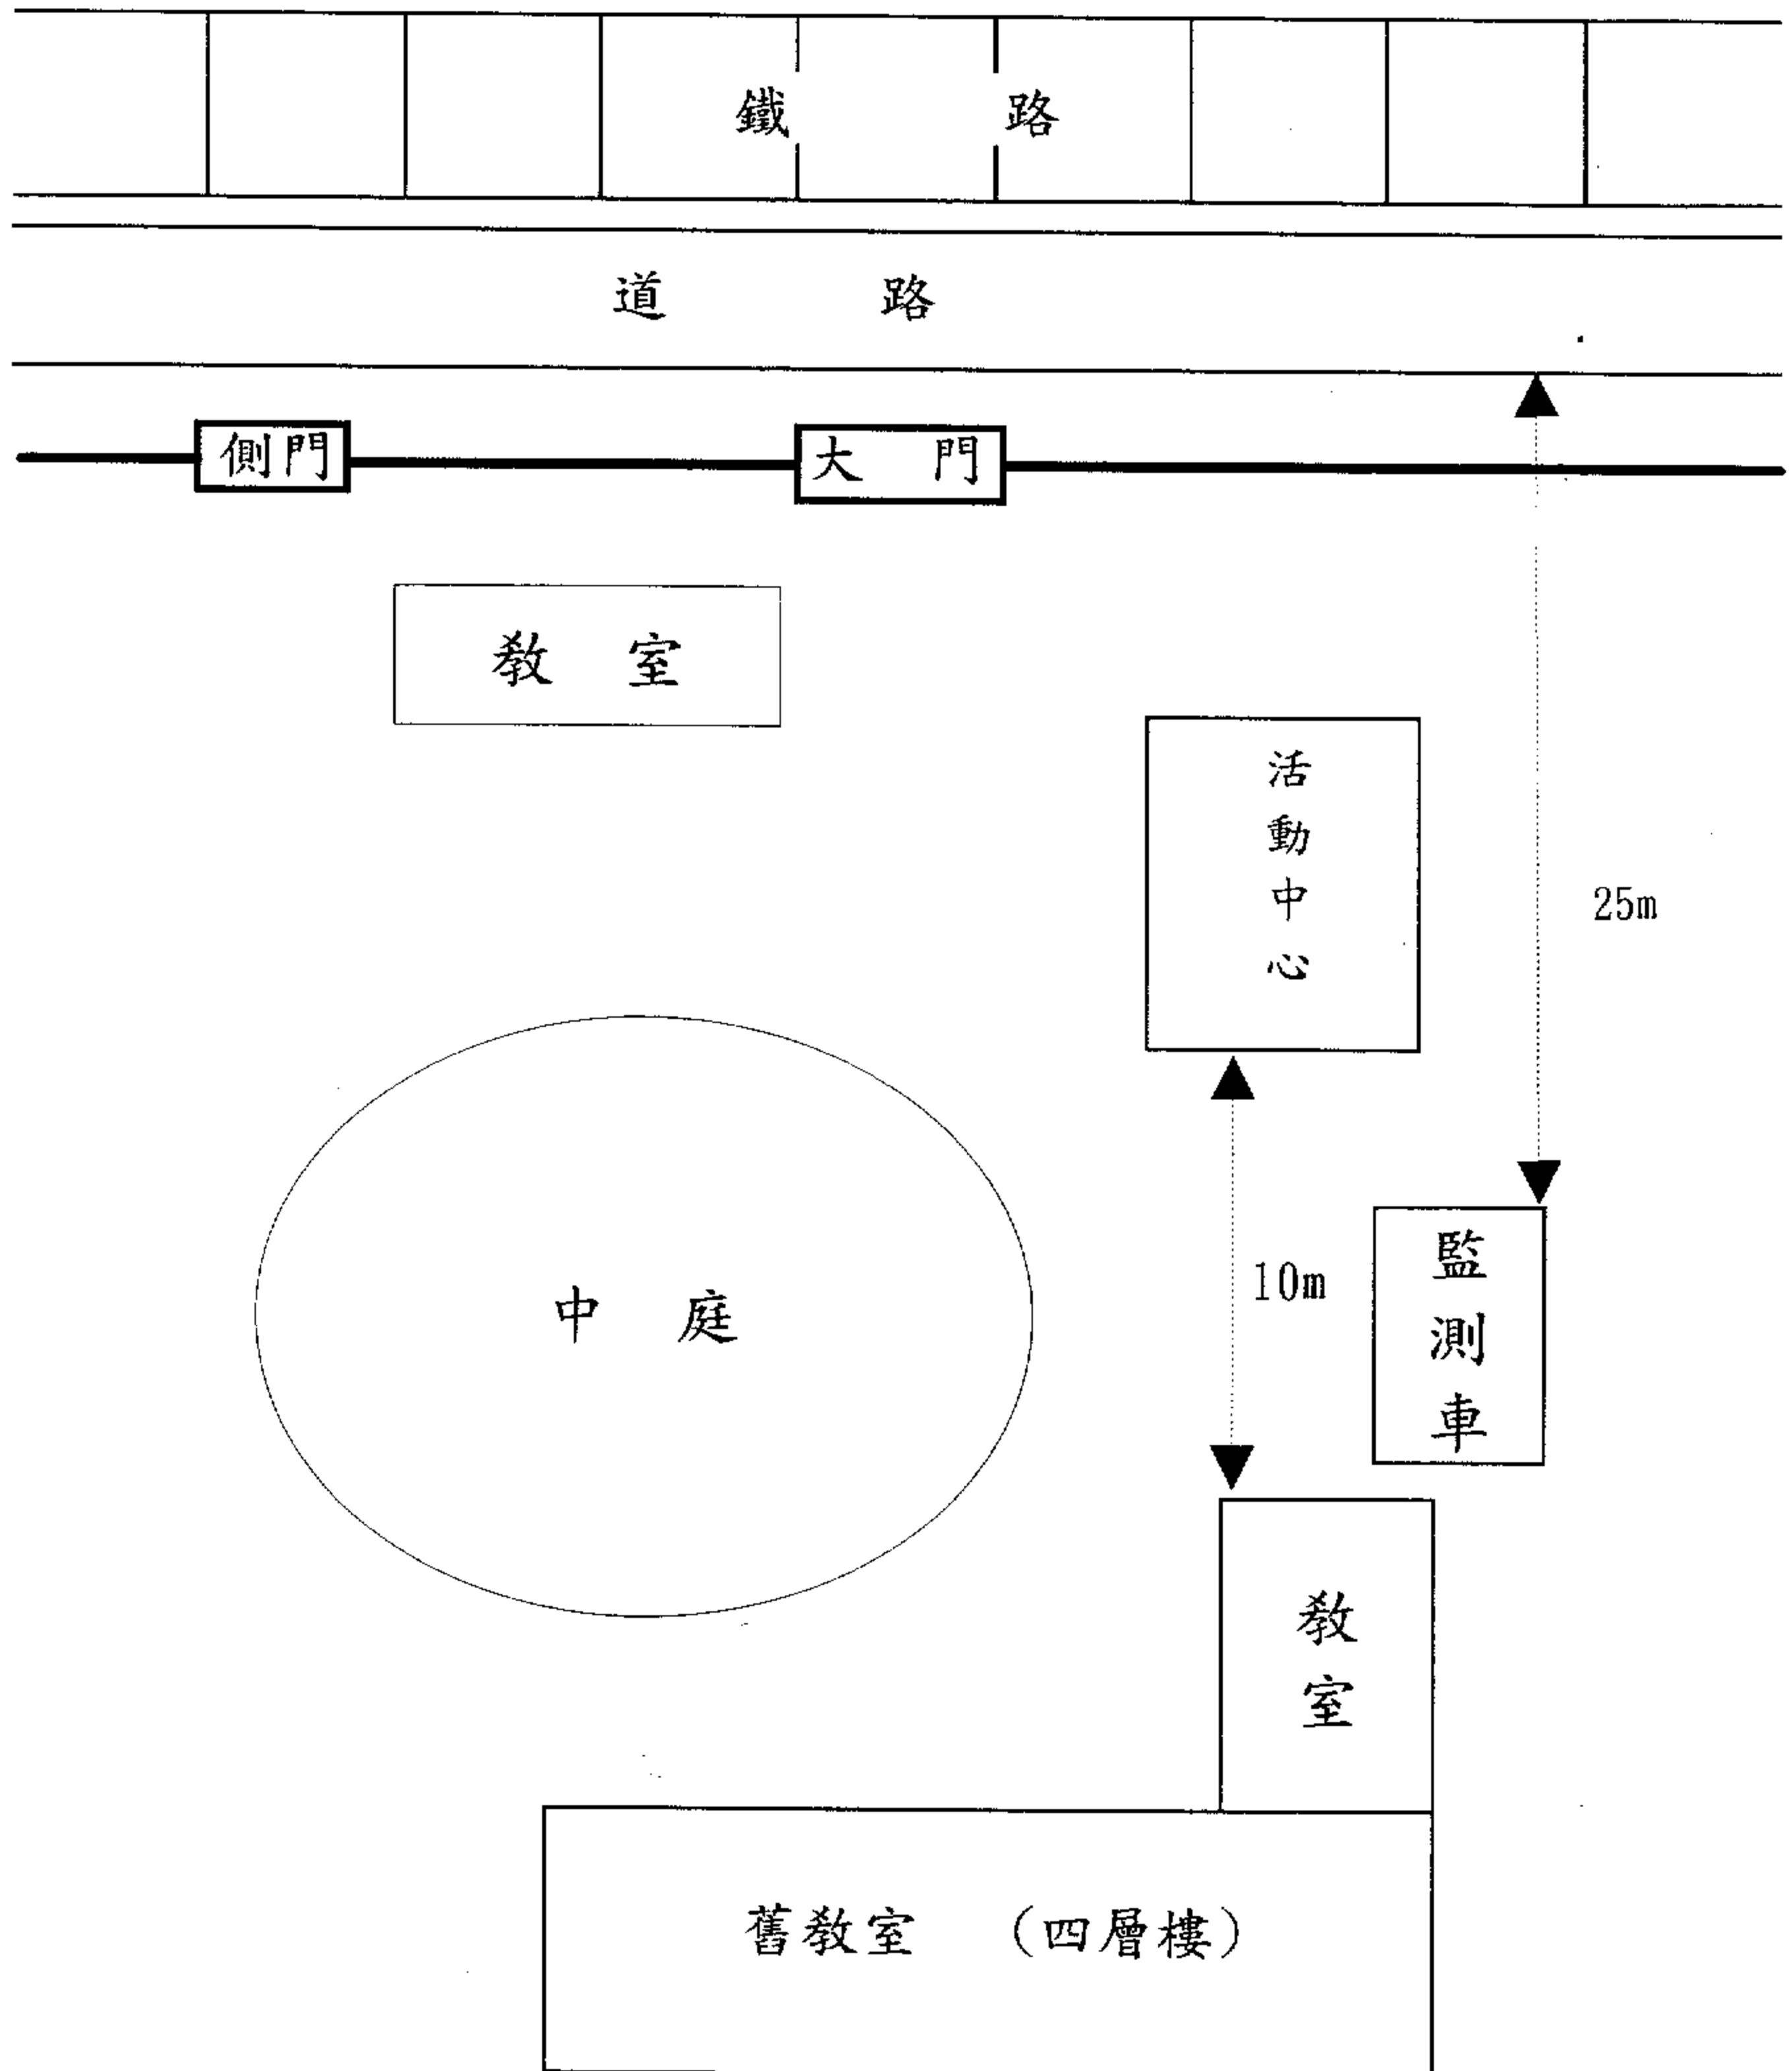 鐵 路
道 路
側門
大 門
教 室
活動中心
25m
中 庭
10m
監測車
教室
舊教室 （四層樓）